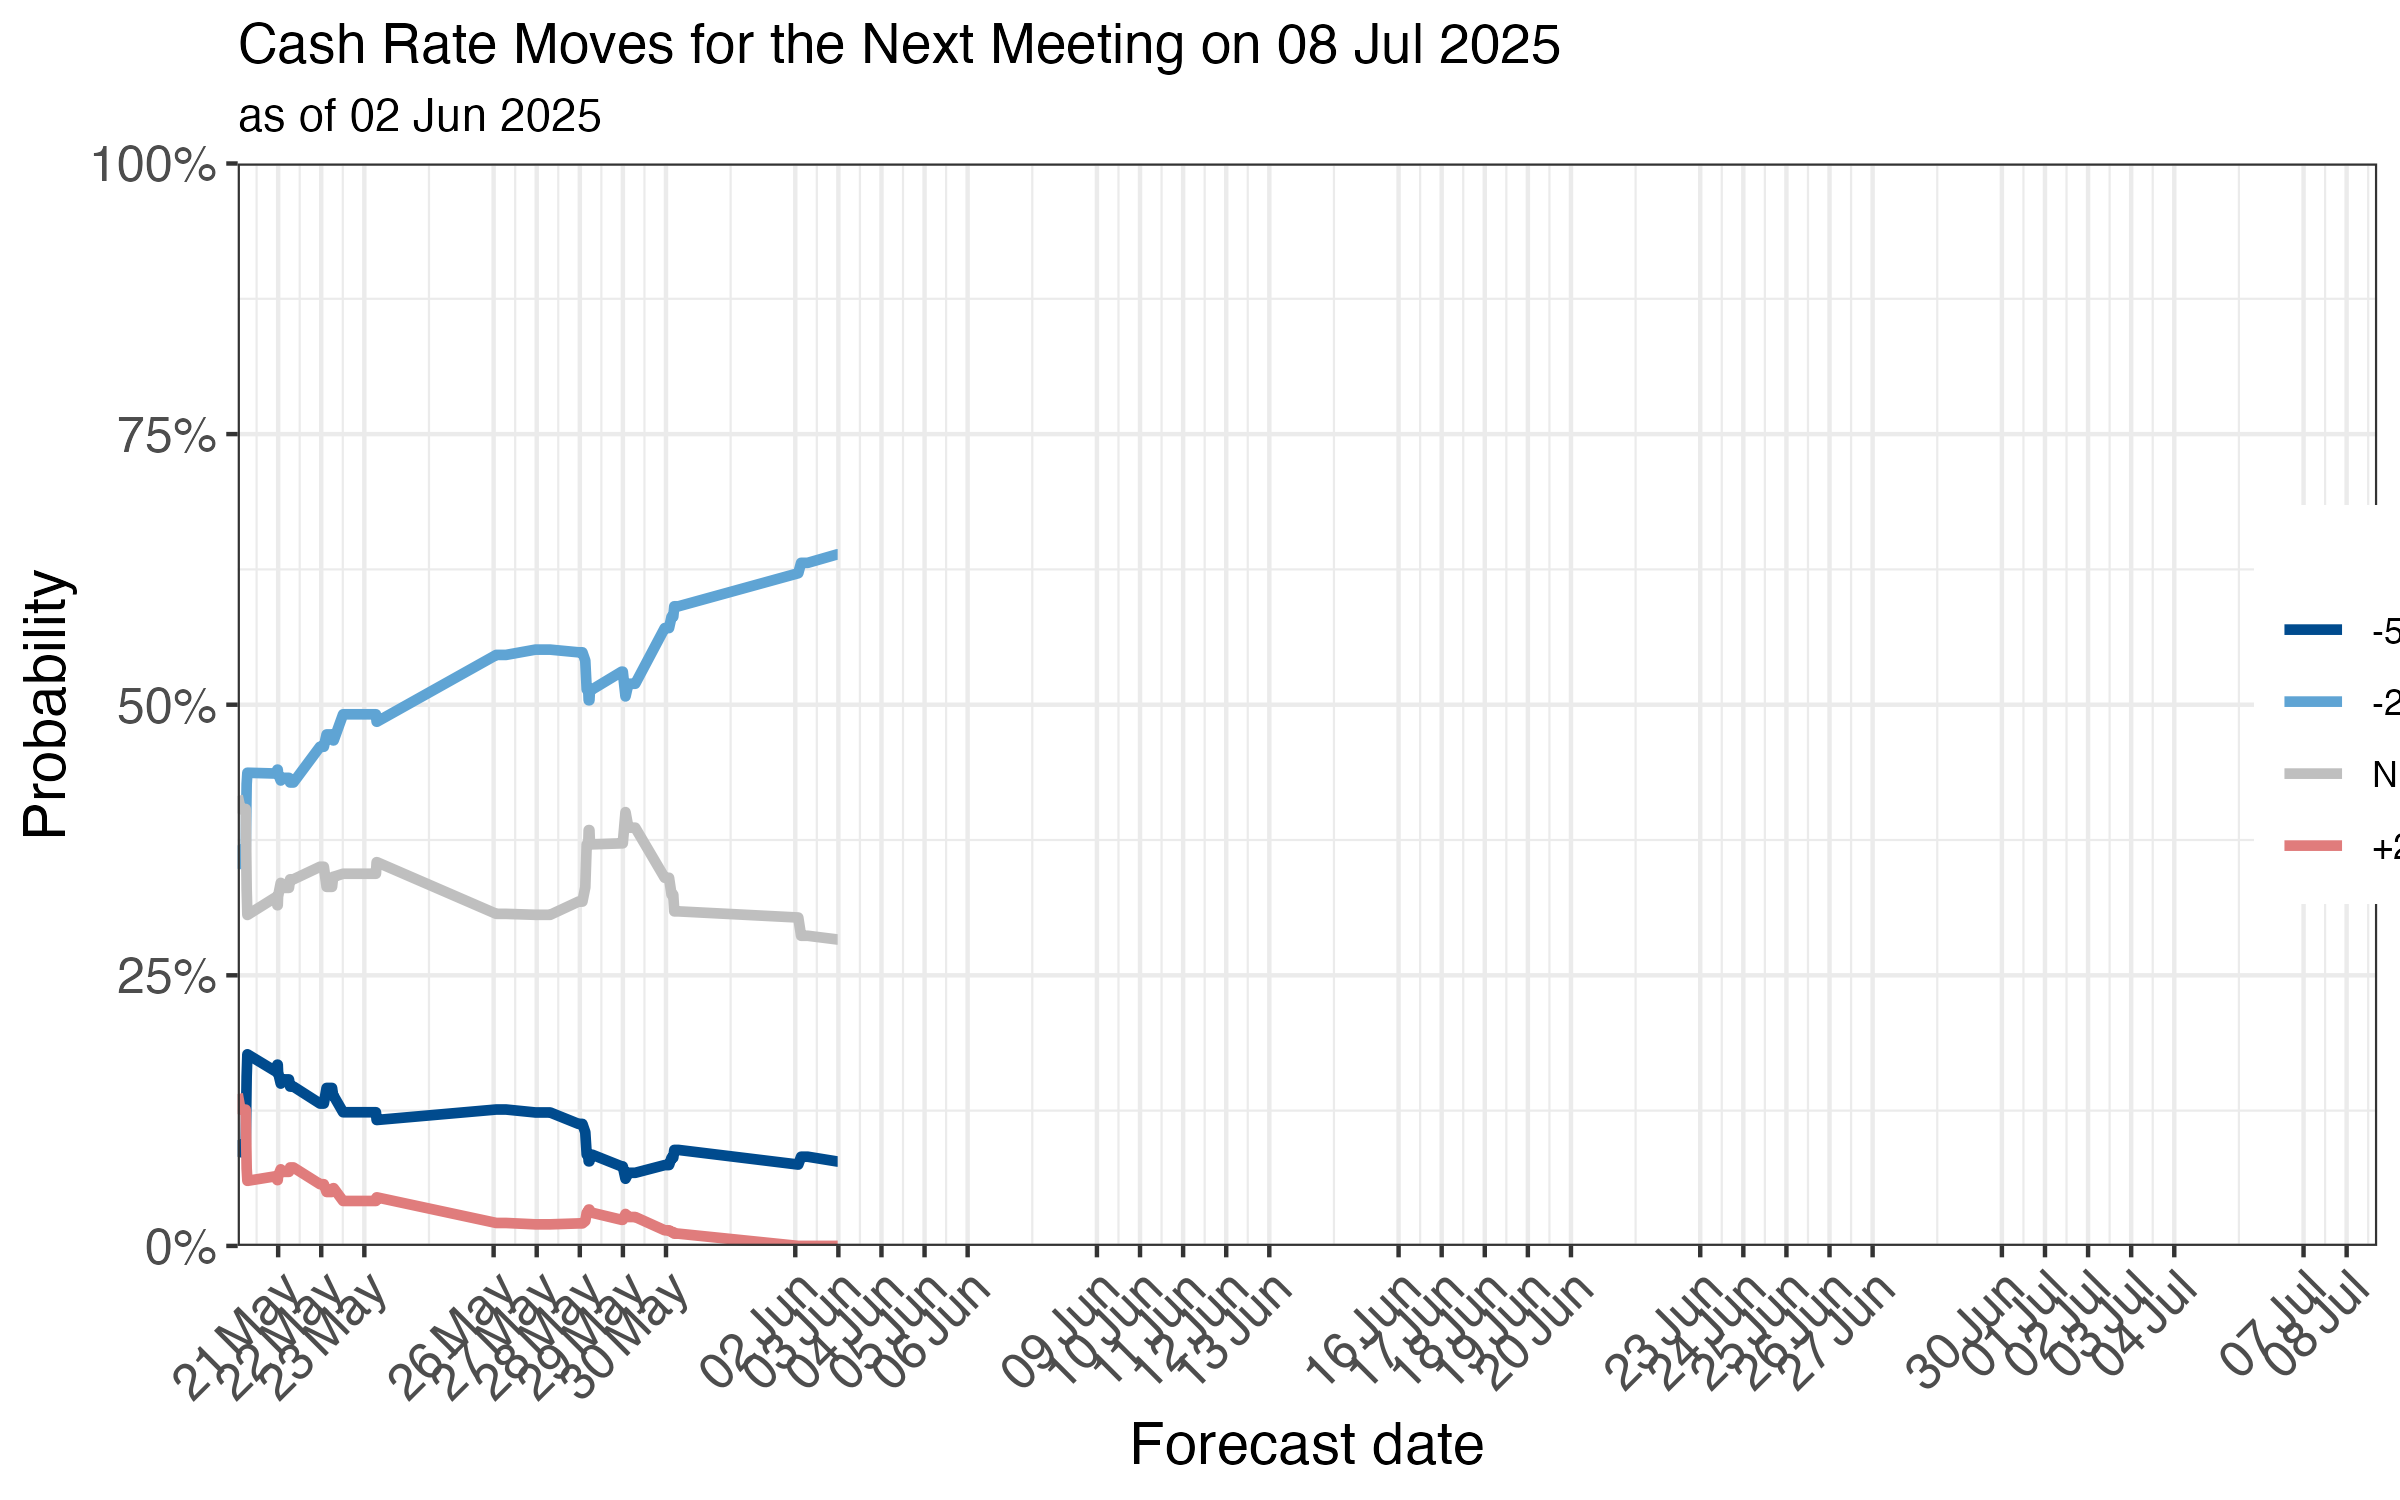 Cash Rate Moves for the Next Meeting on 08 Jul 2025
as of 02 Jun 2025
100%
75%
50%
25%
0%
Probability
-5
-2
N
+2
21 May
22 May
23 May
26 May
27 May
28 May
29 May
30 May
02 Jun
03 Jun
04 Jun
05 Jun
06 Jun
09 Jun
10 Jun
11 Jun
12 Jun
13 Jun
16 Jun
17 Jun
18 Jun
19 Jun
20 Jun
23 Jun
24 Jun
25 Jun
26 Jun
27 Jun
30 Jun
01 Jul
02 Jul
03 Jul
04 Jul
07 Jul
08 Jul
Forecast date